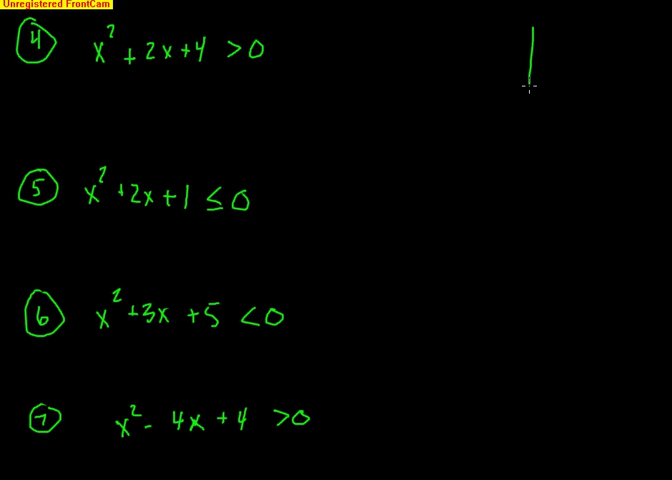 Unregistered FrontCam
④ x² + 2x + 4 > 0
⑤ x² + 2x + 1 ≤ 0
⑥ x² + 3x + 5 < 0
⑦ x² - 4x + 4 > 0